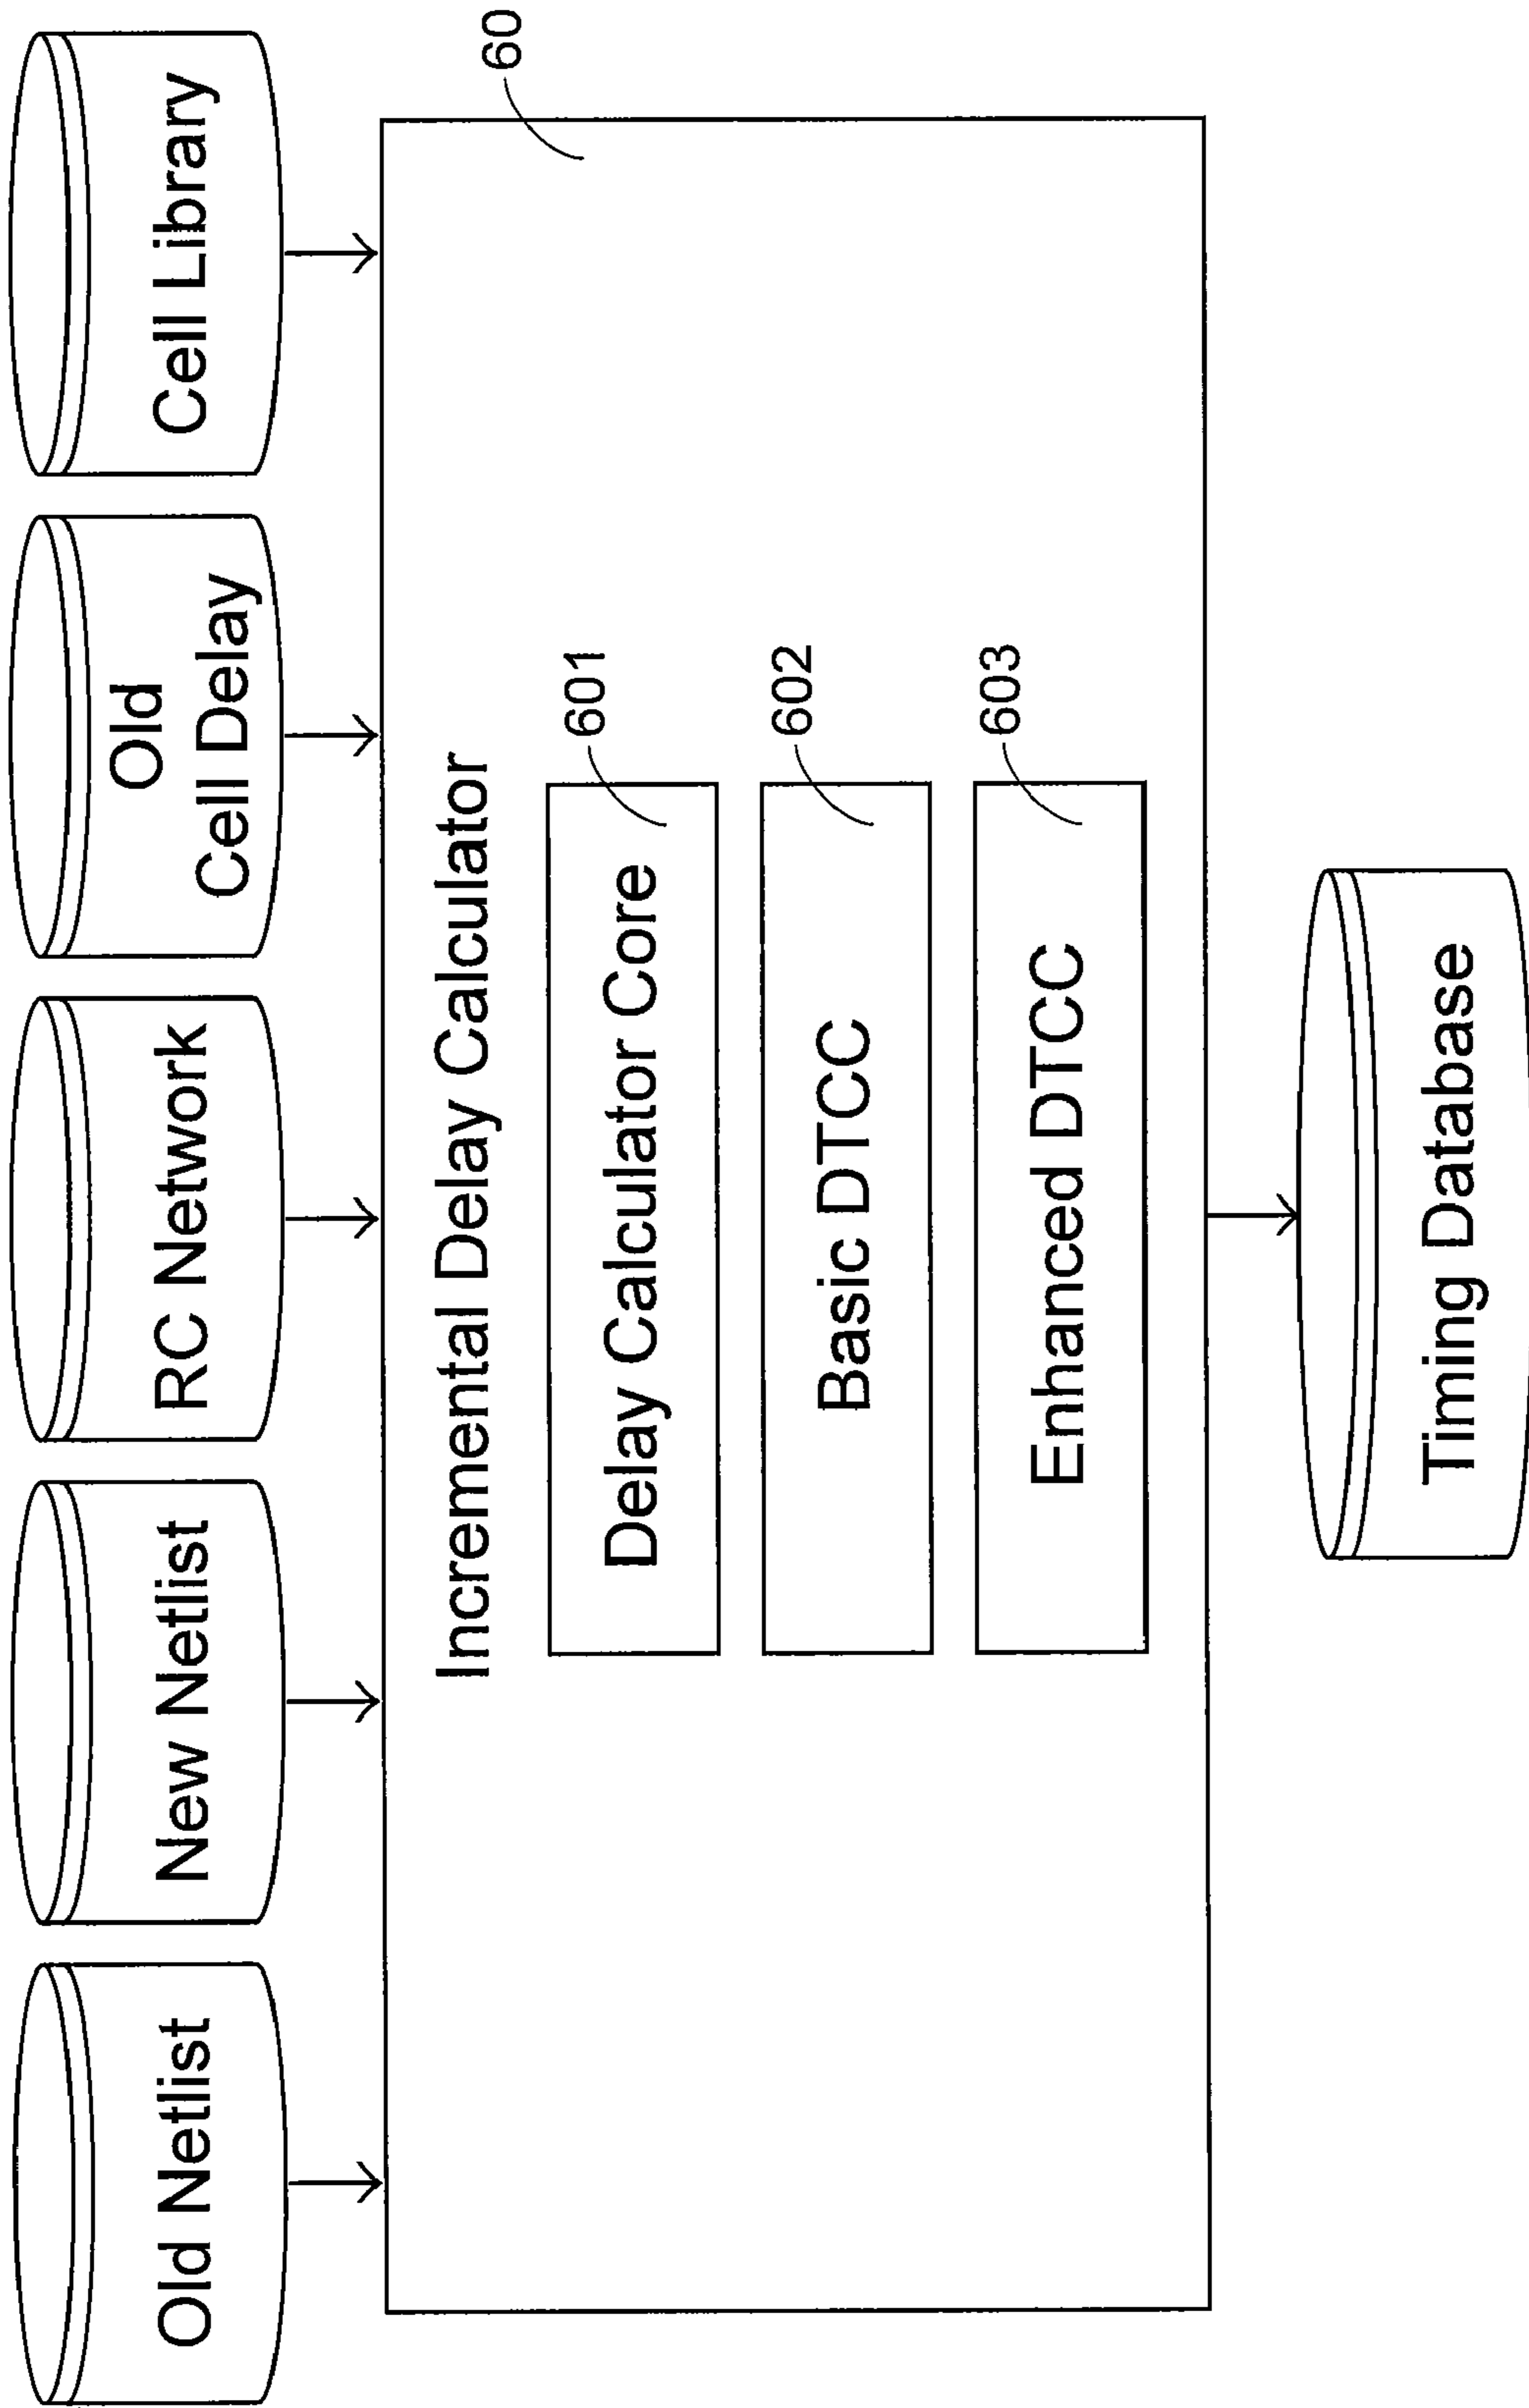 Old Netlist
New Netlist
RC Network
Old
Cell Delay
Cell Library
60
Incremental Delay Calculator
601
Delay Calculator Core
602
Basic DTCC
603
Enhanced DTCC
Timing Database